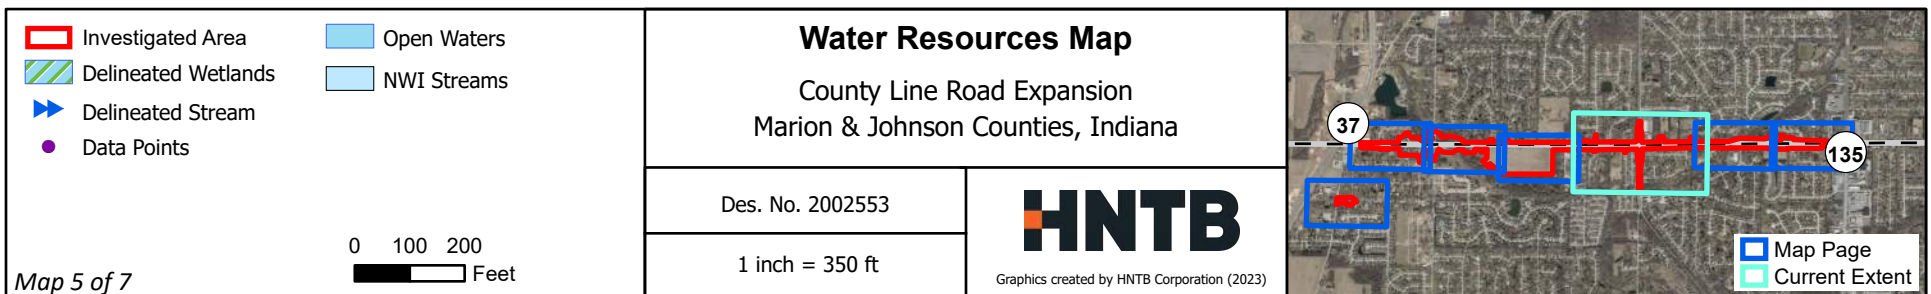 Investigated Area
Delineated Wetlands
Delineated Stream
Data Points
Open Waters
NWI Streams
0 100 200
Feet
Map 5 of 7
Water Resources Map
County Line Road Expansion
Marion & Johnson Counties, Indiana
Des. No. 2002553
1 inch = 350 ft
HNTB
Graphics created by HNTB Corporation (2023)
37
135
Map Page
Current Extent